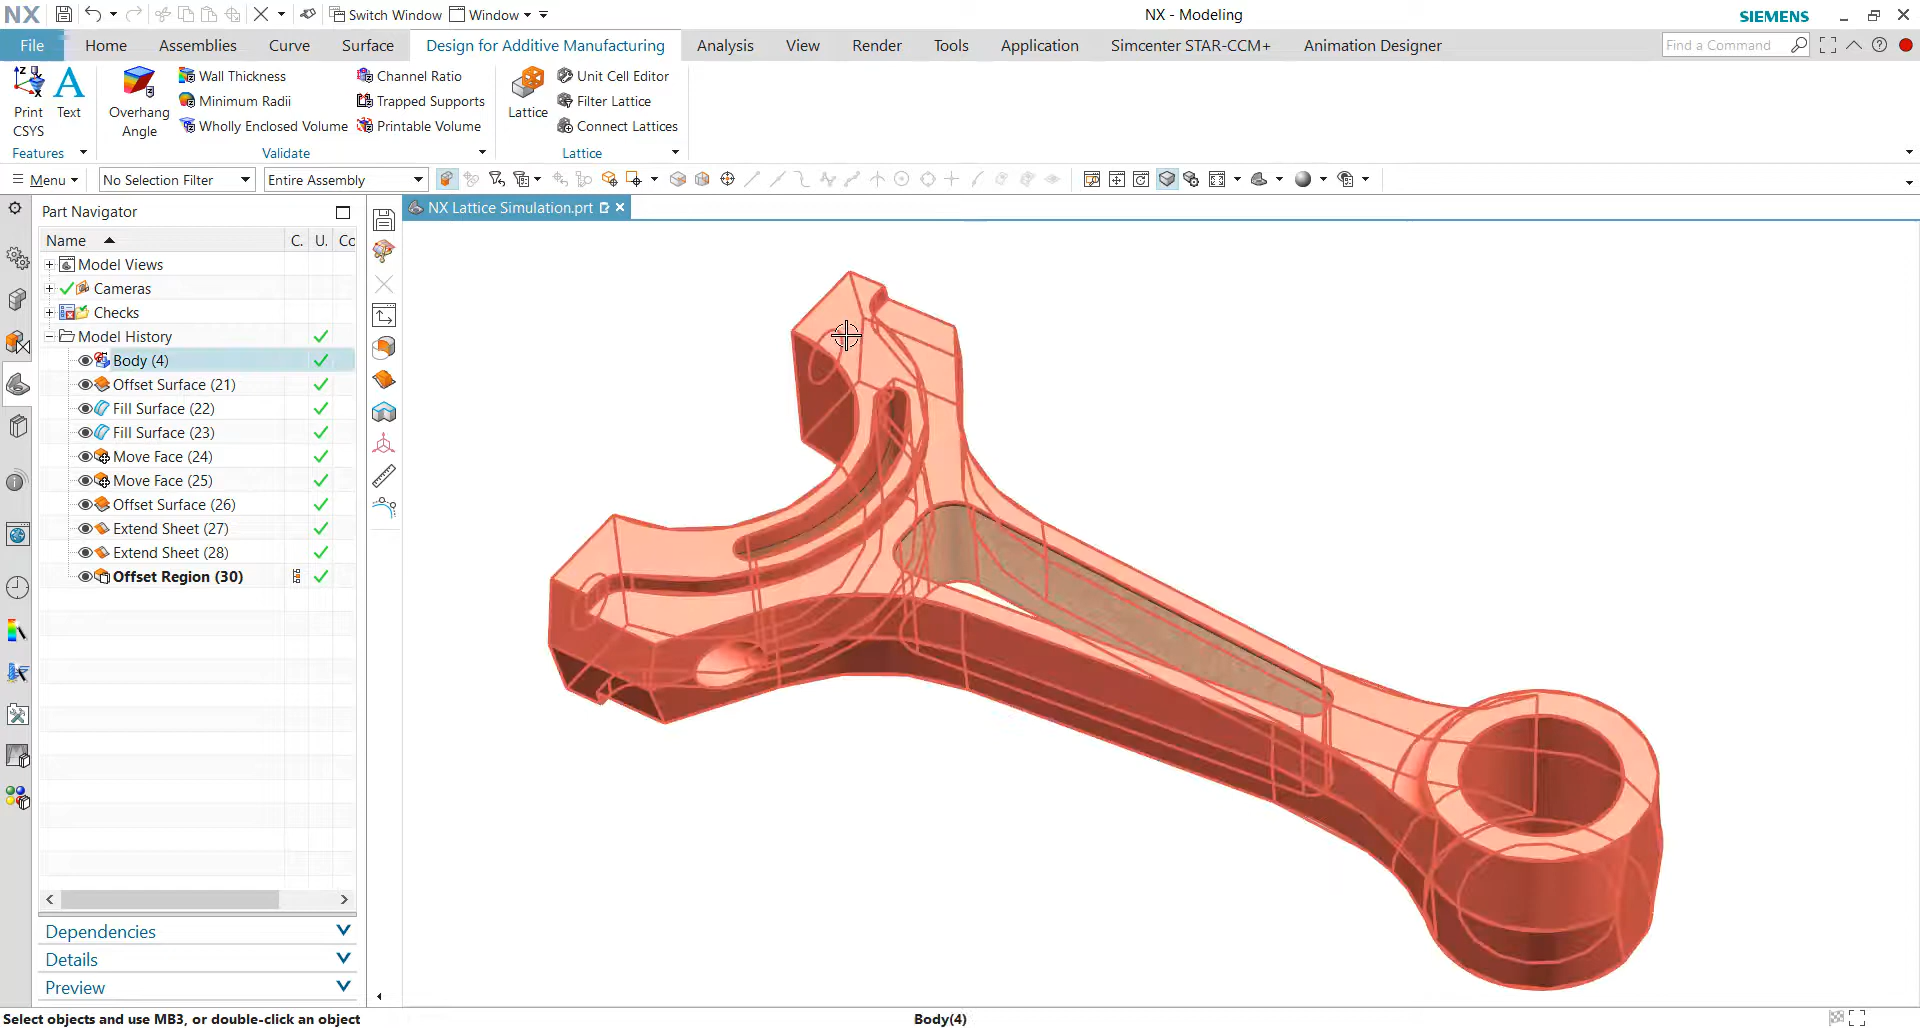 NX
Switch Window
Window
NX - Modeling
SIEMENS
File
Home
Assemblies
Curve
Surface
Design for Additive Manufacturing
Analysis
View
Render
Tools
Application
Simcenter STAR-CCM+
Animation Designer
Find a Command
Print
CSYS
Text
Overhang
Angle
Wall Thickness
Minimum Radii
Wholly Enclosed Volume
Channel Ratio
Trapped Supports
Printable Volume
Lattice
Unit Cell Editor
Filter Lattice
Connect Lattices
Features
Validate
Lattice
Menu
No Selection Filter
Entire Assembly
Part Navigator
NX Lattice Simulation.prt
Name C. U. Co
Model Views
Cameras
Checks
Model History
Body (4)
Offset Surface (21)
Fill Surface (22)
Fill Surface (23)
Move Face (24)
Move Face (25)
Offset Surface (26)
Extend Sheet (27)
Extend Sheet (28)
Offset Region (30)
Dependencies
Details
Preview
Select objects and use MB3, or double-click an object
Body(4)